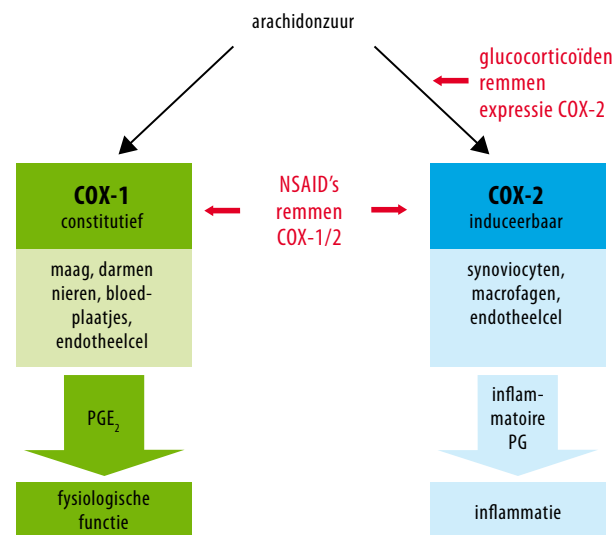 arachidonzuur
glucocorticoïden
remmen
expressie COX-2
COX-1
constitutief
NSAID's
remmen
COX-1/2
COX-2
induceerbaar
maag, darmen
nieren, bloed-
plaatjes,
endotheelcel
synoviocyten,
macrofagen,
endotheelcel
PGE₂
inflam-
matoire
PG
fysiologische
functie
inflammatie